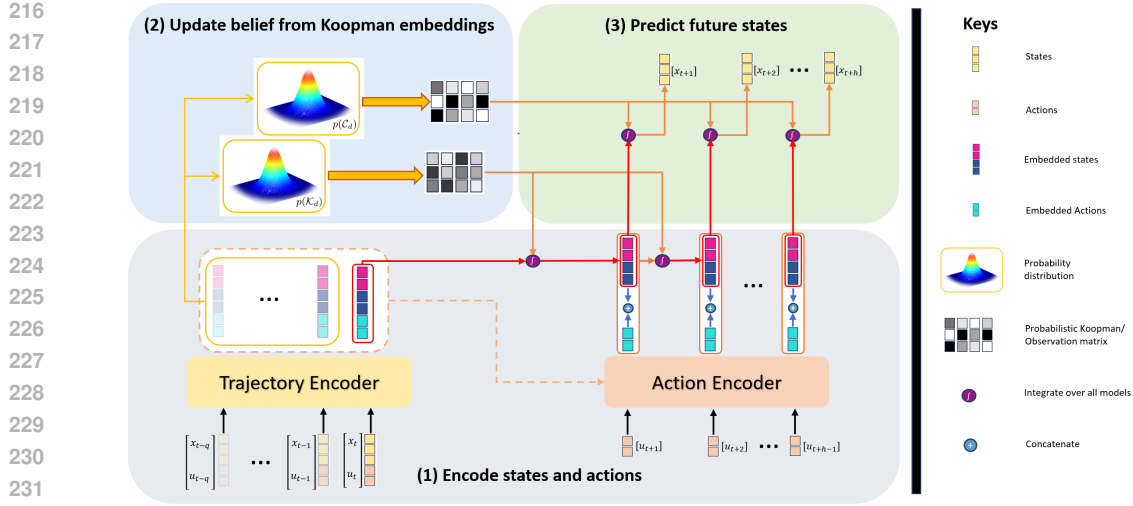 216
217
218
219
220
221
222
223
224
225
226
227
228
229
230
231
(2) Update belief from Koopman embeddings
p(𝒞_d)
p(𝒦_d)
(3) Predict future states
[x_{t+1}]
[x_{t+2}]
...
[x_{t+h}]
∫
∫
∫
∫
∫
...
...
+
+
+
Trajectory Encoder
Action Encoder
x_{t-q}
u_{t-q}
...
x_{t-1}
u_{t-1}
x_t
u_t
[u_{t+1}]
[u_{t+2}]
...
[u_{t+h-1}]
(1) Encode states and actions
Keys
States
Actions
Embedded states
Embedded Actions
Probability
distribution
Probabilistic Koopman/
Observation matrix
∫
Integrate over all models
+
Concatenate